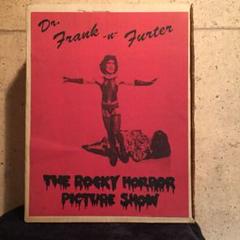 Dr.
Frank -n- Furter
THE ROCKY HORROR
PICTURE SHOW